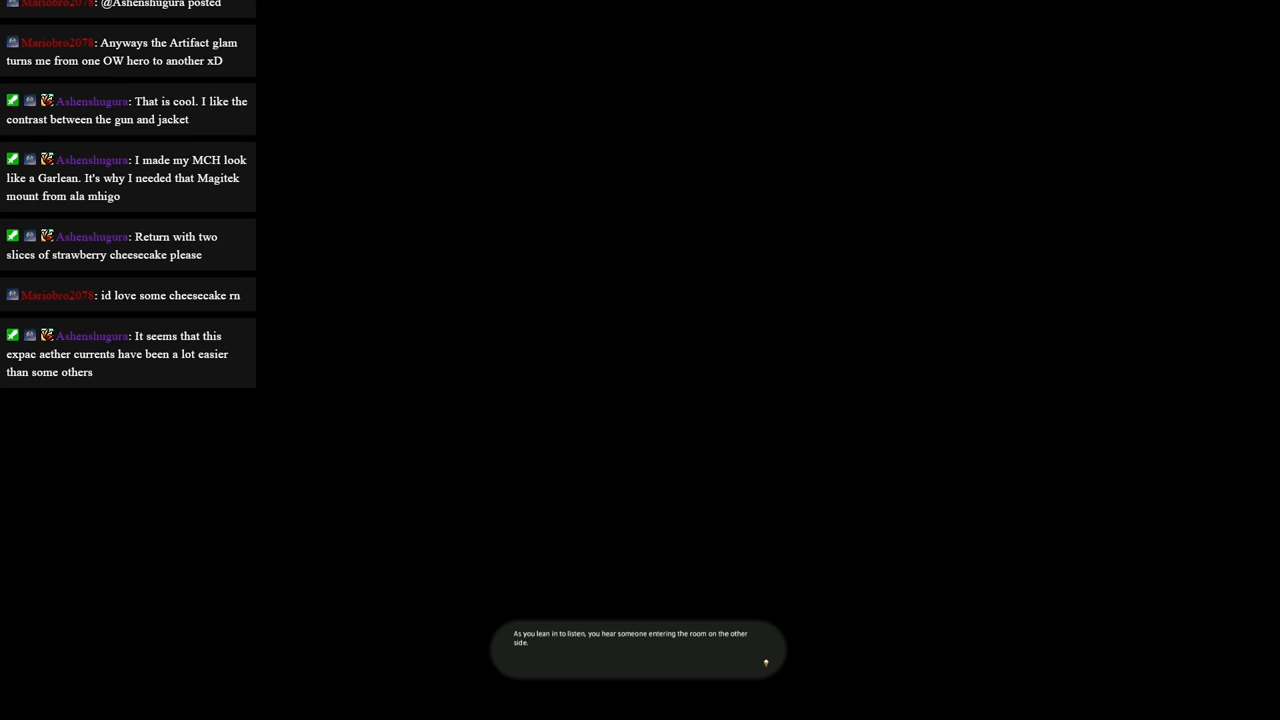 Mariobro2078: @Ashenshugura posted
Mariobro2078: Anyways the Artifact glam
turns me from one OW hero to another xD
Ashenshugura: That is cool. I like the
contrast between the gun and jacket
Ashenshugura: I made my MCH look
like a Garlean. It's why I needed that Magitek
mount from ala mhigo
Ashenshugura: Return with two
slices of strawberry cheesecake please
Mariobro2078: id love some cheesecake rn
Ashenshugura: It seems that this
expac aether currents have been a lot easier
than some others
As you lean in to listen, you hear someone entering the room on the other
side.